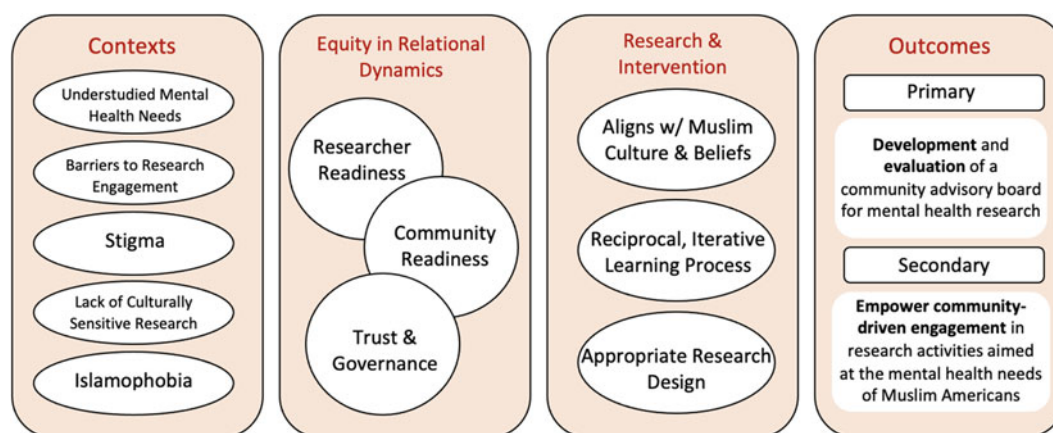 Contexts
Understudied Mental
Health Needs
Barriers to Research
Engagement
Stigma
Lack of Culturally
Sensitive Research
Islamophobia
Equity in Relational
Dynamics
Researcher
Readiness
Community
Readiness
Trust &
Governance
Research &
Intervention
Aligns w/ Muslim
Culture & Beliefs
Reciprocal, Iterative
Learning Process
Appropriate Research
Design
Outcomes
Primary
Development and
evaluation of a
community advisory board
for mental health research
Secondary
Empower community-
driven engagement in
research activities aimed
at the mental health needs
of Muslim Americans